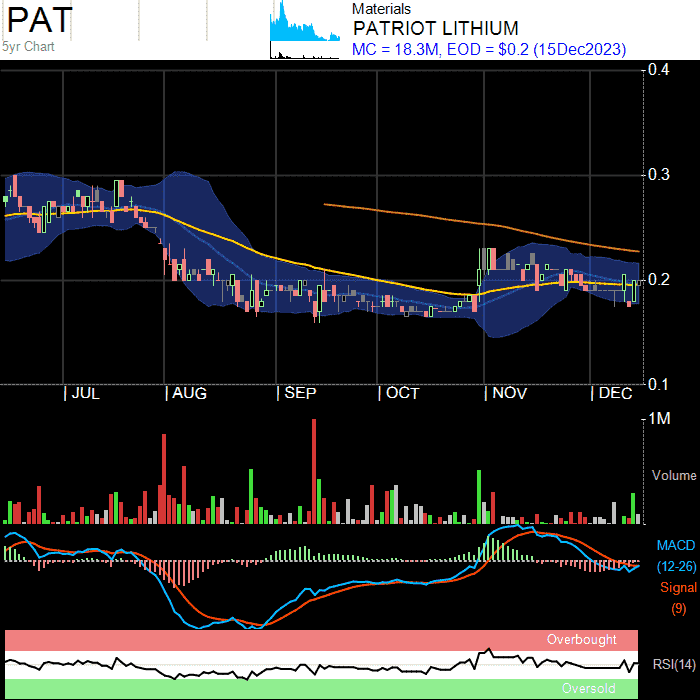 PAT
5yr Chart
Materials
PATRIOT LITHIUM
MC = 18.3M, EOD = $0.2 (15Dec2023)
0.4
0.3
0.2
0.1
JUL
AUG
SEP
OCT
NOV
DEC
1M
Volume
MACD
(12-26)
Signal
(9)
Overbought
RSI(14)
Oversold